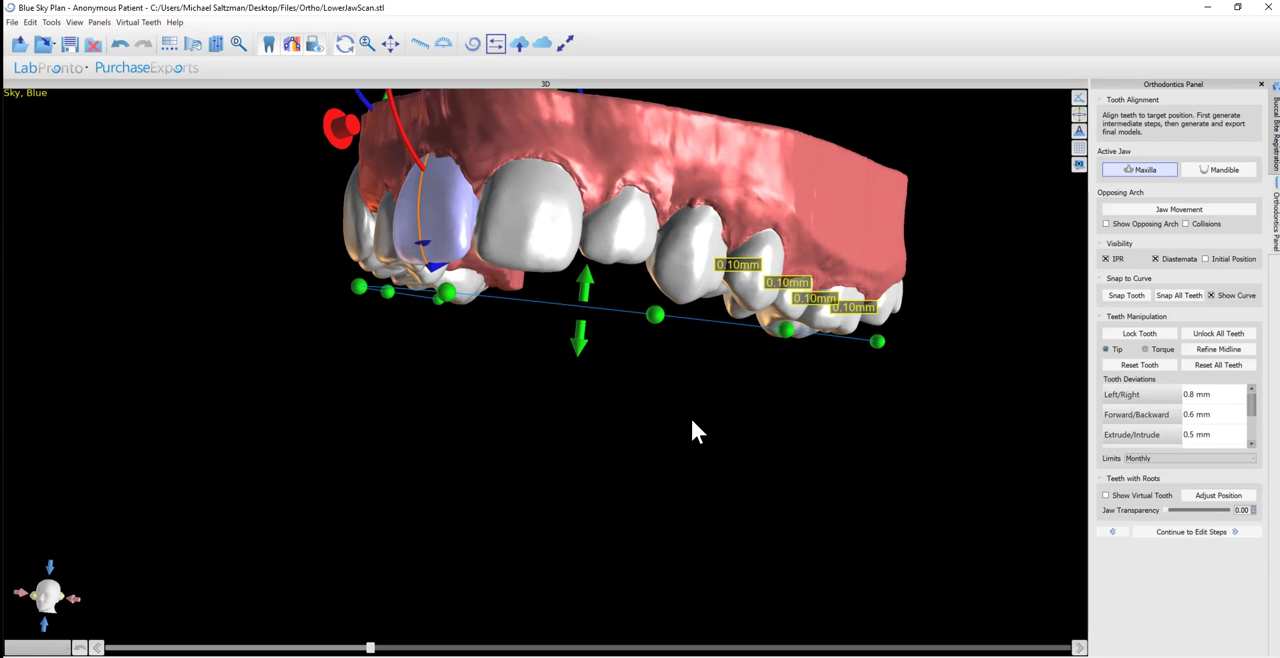 Blue Sky Plan - Anonymous Patient - C:/Users/Michael Saltzman/Desktop/Files/Ortho/LowerJawScan.stl
File Edit Tools View Panels Virtual Teeth Help
LabPronto PurchaseExports
3D
Sky, Blue
0.10mm
0.10mm
0.10mm
0.10mm
Orthodontics Panel
Tooth Alignment
Align teeth to target position. First generate
intermediate steps, then generate and export
final models.
Active Jaw
Maxilla Mandible
Opposing Arch
Jaw Movement
Show Opposing Arch Collisions
Visibility
IPR Diastemata Initial Position
Snap to Curve
Snap Tooth Snap All Teeth Show Curve
Teeth Manipulation
Lock Tooth Unlock All Teeth
Tip Torque Refine Midline
Reset Tooth Reset All Teeth
Tooth Deviations
Left/Right 0.8 mm
Forward/Backward 0.6 mm
Extrude/Intrude 0.5 mm
Limits Monthly
Teeth with Roots
Show Virtual Tooth Adjust Position
Jaw Transparency 0.00
Continue to Edit Steps
Buccal Bite Registration
Orthodontics Panel